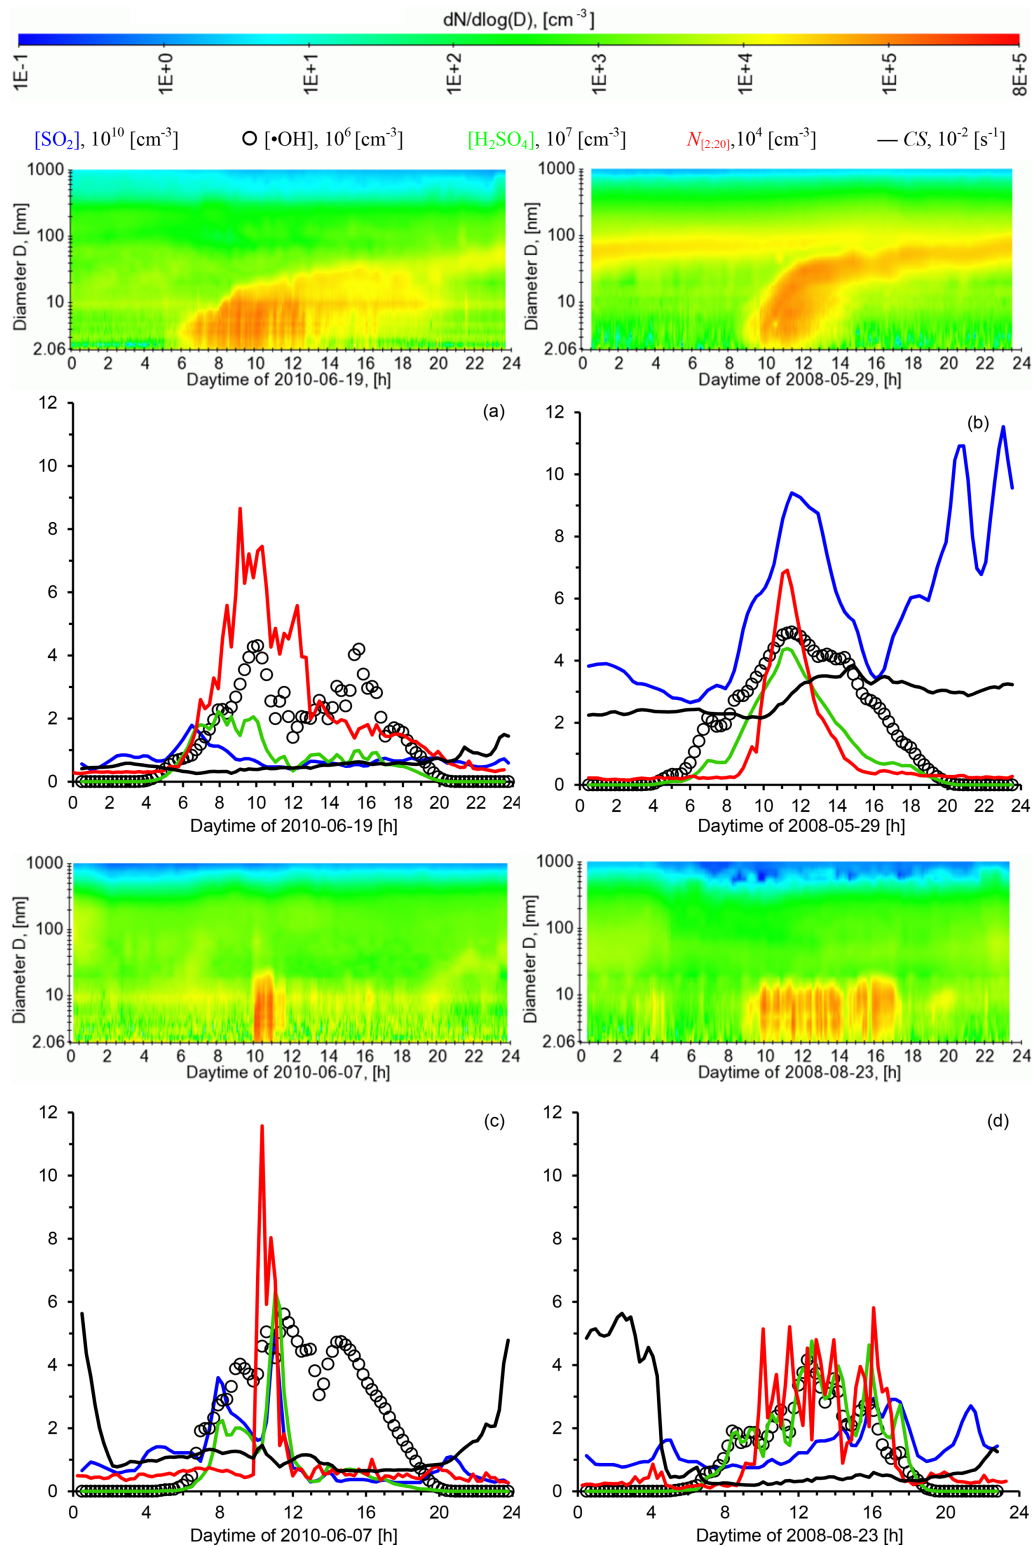 dN/dlog(D), [cm⁻³]
1E-1 1E+0 1E+1 1E+2 1E+3 1E+4 1E+5 8E+5
[SO₂], 10¹⁰ [cm⁻³] [•OH], 10⁶ [cm⁻³] [H₂SO₄], 10⁷ [cm⁻³] N[2;20],10⁴ [cm⁻³] CS, 10⁻² [s⁻¹]
Diameter D, [nm]
1000
100
10
2.06
0 2 4 6 8 10 12 14 16 18 20 22 24
Daytime of 2010-06-19, [h]
Diameter D, [nm]
1000
100
10
2.06
0 2 4 6 8 10 12 14 16 18 20 22 24
Daytime of 2008-05-29, [h]
(a)
12
10
8
6
4
2
0
0 2 4 6 8 10 12 14 16 18 20 22 24
Daytime of 2010-06-19 [h]
(b)
12
10
8
6
4
2
0
0 2 4 6 8 10 12 14 16 18 20 22 24
Daytime of 2008-05-29 [h]
Diameter D, [nm]
1000
100
10
2.06
0 2 4 6 8 10 12 14 16 18 20 22 24
Daytime of 2010-06-07, [h]
Diameter D, [nm]
1000
100
10
2.06
0 2 4 6 8 10 12 14 16 18 20 22 24
Daytime of 2008-08-23, [h]
(c)
12
10
8
6
4
2
0
0 2 4 6 8 10 12 14 16 18 20 22 24
Daytime of 2010-06-07 [h]
(d)
12
10
8
6
4
2
0
0 2 4 6 8 10 12 14 16 18 20 22 24
Daytime of 2008-08-23 [h]